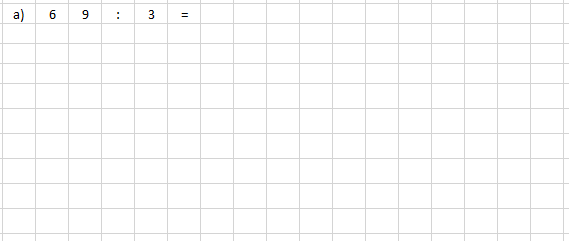 a) 6 9 : 3 =